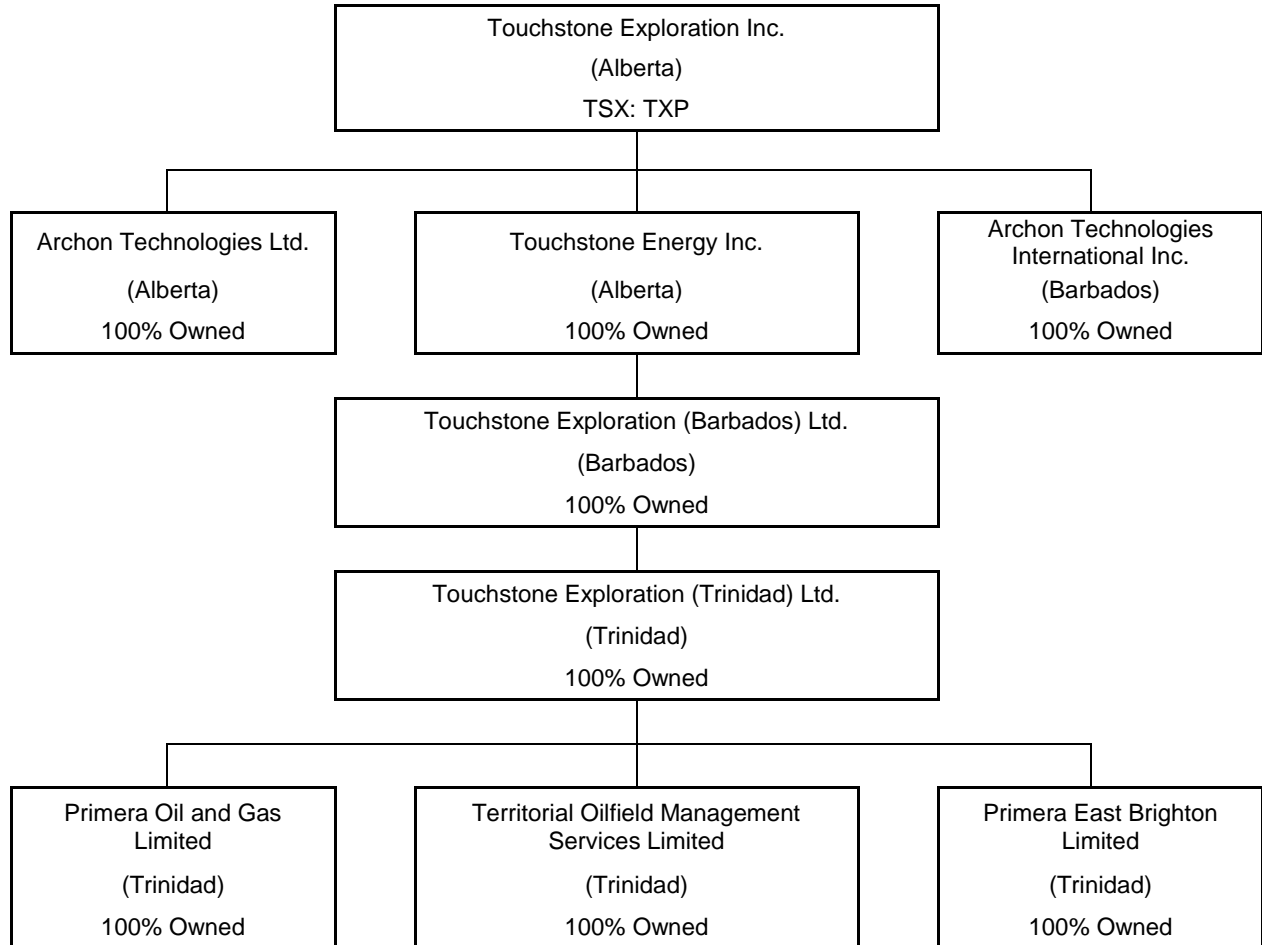 Touchstone Exploration Inc.
(Alberta)
TSX: TXP
Archon Technologies Ltd.
(Alberta)
100% Owned
Touchstone Energy Inc.
(Alberta)
100% Owned
Archon Technologies
International Inc.
(Barbados)
100% Owned
Touchstone Exploration (Barbados) Ltd.
(Barbados)
100% Owned
Touchstone Exploration (Trinidad) Ltd.
(Trinidad)
100% Owned
Primera Oil and Gas
Limited
(Trinidad)
100% Owned
Territorial Oilfield Management
Services Limited
(Trinidad)
100% Owned
Primera East Brighton
Limited
(Trinidad)
100% Owned